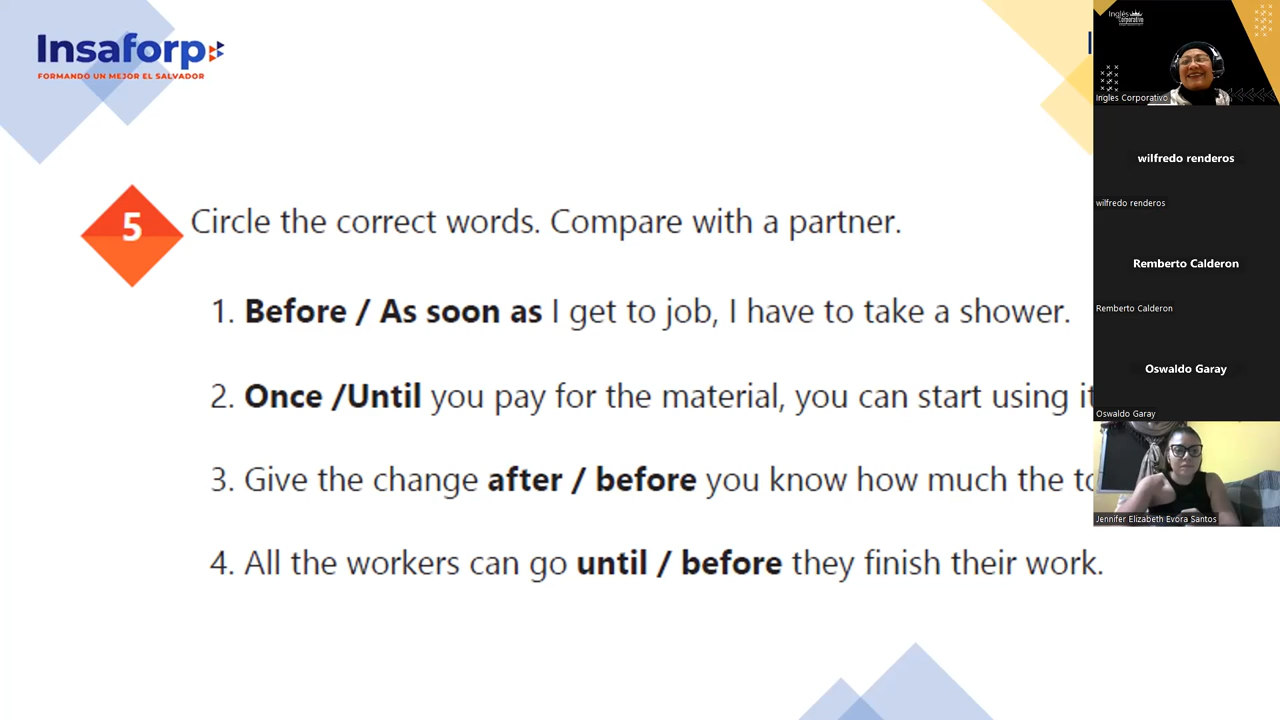 Insaforp
FORMANDO UN MEJOR EL SALVADOR
5
Circle the correct words. Compare with a partner.
1. Before / As soon as I get to job, I have to take a shower.
2. Once /Until you pay for the material, you can start using it
3. Give the change after / before you know how much the
4. All the workers can go until / before they finish their work.
Inglés
Corporativo
Ingles Corporativo
wilfredo renderos
wilfredo renderos
Remberto Calderon
Remberto Calderon
Oswaldo Garay
Oswaldo Garay
Jennifer Elizabeth Evora Santos